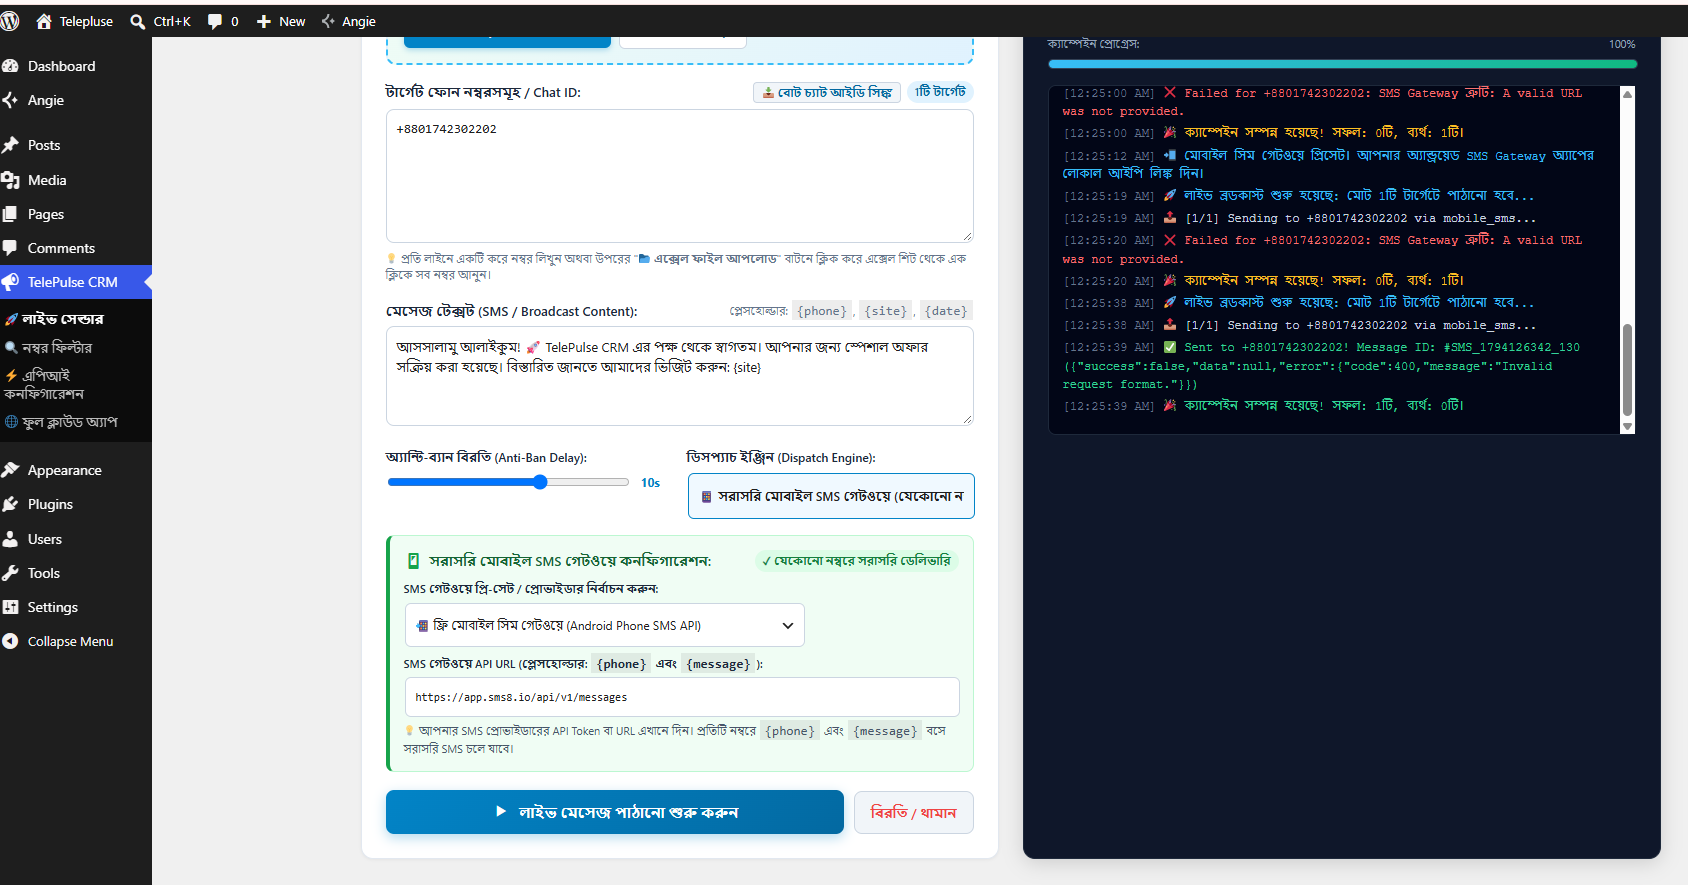 Telepluse Ctrl+K 0 New Angie
Dashboard
Angie
Posts
Media
Pages
Comments
TelePulse CRM
🚀 লাইভ সেন্ডার
🔍 নম্বর ফিল্টার
⚡ এপিআই
কনফিগারেশন
🌐 ফুল ক্লাউড অ্যাপ
Appearance
Plugins
Users
Tools
Settings
Collapse Menu
টার্গেট ফোন নম্বরসমূহ / Chat ID:
📥 বোট চ্যাট আইডি সিঙ্ক
1টি টার্গেট
+8801742302202
💡 প্রতি লাইনে একটি করে নম্বর লিখুন অথবা উপরের "📂 এক্সেল ফাইল আপলোড" বাটনে ক্লিক করে এক্সেল শিট থেকে এক
ক্লিকে সব নম্বর আনুন।
মেসেজ টেক্সট (SMS / Broadcast Content):
প্লেসহোল্ডার: {phone} , {site} , {date}
আসসালামু আলাইকুম! 🚀 TelePulse CRM এর পক্ষ থেকে স্বাগতম। আপনার জন্য স্পেশাল অফার
সক্রিয় করা হয়েছে। বিস্তারিত জানতে আমাদের ভিজিট করুন: {site}
অ্যান্টি-ব্যান বিরতি (Anti-Ban Delay):
10s
ডিসপ্যাচ ইঞ্জিন (Dispatch Engine):
📱 সরাসরি মোবাইল SMS গেটওয়ে (যেকোনো ন
📱 সরাসরি মোবাইল SMS গেটওয়ে কনফিগারেশন:
✓ যেকোনো নম্বরে সরাসরি ডেলিভারি
SMS গেটওয়ে প্রি-সেট / প্রোভাইডার নির্বাচন করুন:
📲 ফ্রি মোবাইল সিম গেটওয়ে (Android Phone SMS API)
SMS গেটওয়ে API URL (প্লেসহোল্ডার: {phone} এবং {message} ):
https://app.sms8.io/api/v1/messages
💡 আপনার SMS প্রোভাইডারের API Token বা URL এখানে দিন। প্রতিটি নম্বরে {phone} এবং {message} বসে
সরাসরি SMS চলে যাবে।
▶ লাইভ মেসেজ পাঠানো শুরু করুন
বিরতি / থামান
ক্যাম্পেইন প্রোগ্রেস:
100%
[12:25:00 AM] ❌ Failed for +8801742302202: SMS Gateway ত্রুটি: A valid URL
was not provided.
[12:25:00 AM] 🎉 ক্যাম্পেইন সম্পন্ন হয়েছে! সফল: 0টি, ব্যর্থ: 1টি।
[12:25:12 AM] 📲 মোবাইল সিম গেটওয়ে প্রিসেট। আপনার অ্যান্ড্রয়েড SMS Gateway অ্যাপের
লোকাল আইপি লিঙ্ক দিন।
[12:25:19 AM] 🚀 লাইভ ব্রডকাস্ট শুরু হয়েছে: মোট 1টি টার্গেটে পাঠানো হবে...
[12:25:19 AM] 📤 [1/1] Sending to +8801742302202 via mobile_sms...
[12:25:20 AM] ❌ Failed for +8801742302202: SMS Gateway ত্রুটি: A valid URL
was not provided.
[12:25:20 AM] 🎉 ক্যাম্পেইন সম্পন্ন হয়েছে! সফল: 0টি, ব্যর্থ: 1টি।
[12:25:38 AM] 🚀 লাইভ ব্রডকাস্ট শুরু হয়েছে: মোট 1টি টার্গেটে পাঠানো হবে...
[12:25:38 AM] 📤 [1/1] Sending to +8801742302202 via mobile_sms...
[12:25:39 AM] ✅ Sent to +8801742302202! Message ID: #SMS_1794126342_130
({"success":false,"data":null,"error":{"code":400,"message":"Invalid
request format."}})
[12:25:39 AM] 🎉 ক্যাম্পেইন সম্পন্ন হয়েছে! সফল: 1টি, ব্যর্থ: 0টি।